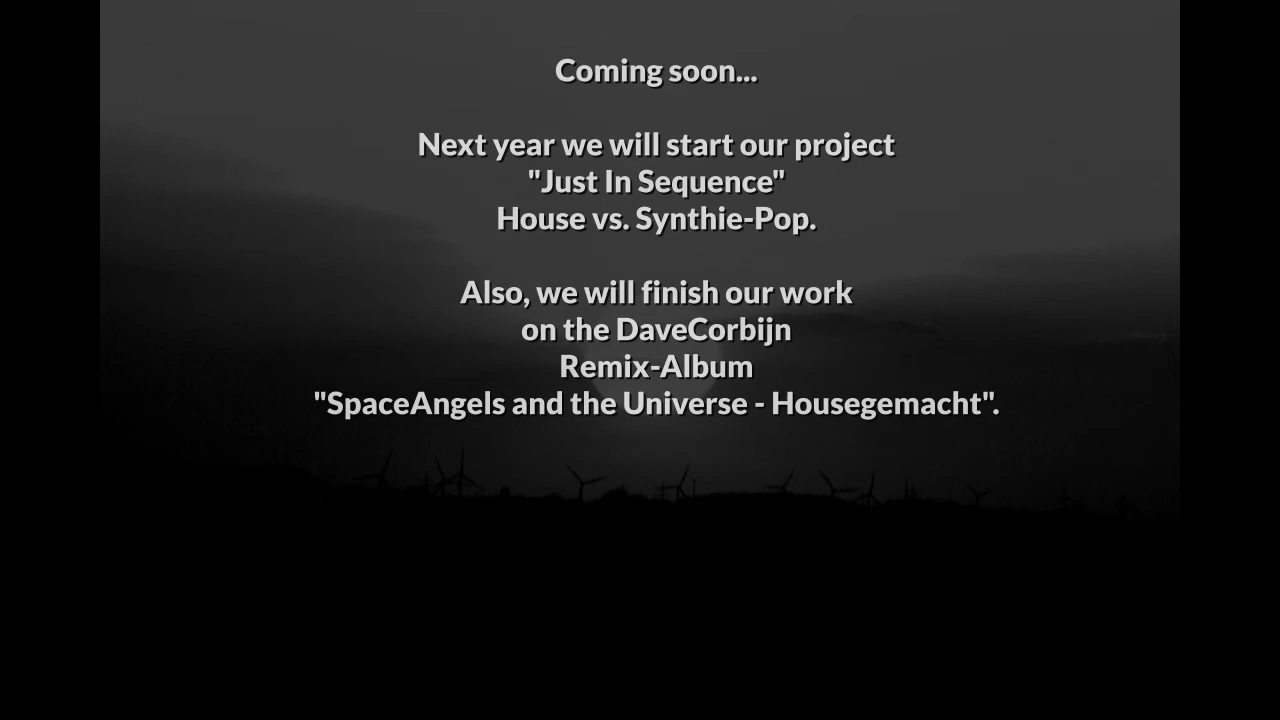 Coming soon...
Next year we will start our project
"Just In Sequence"
House vs. Synthie-Pop.
Also, we will finish our work
on the DaveCorbijn
Remix-Album
"SpaceAngels and the Universe - Housegemacht".